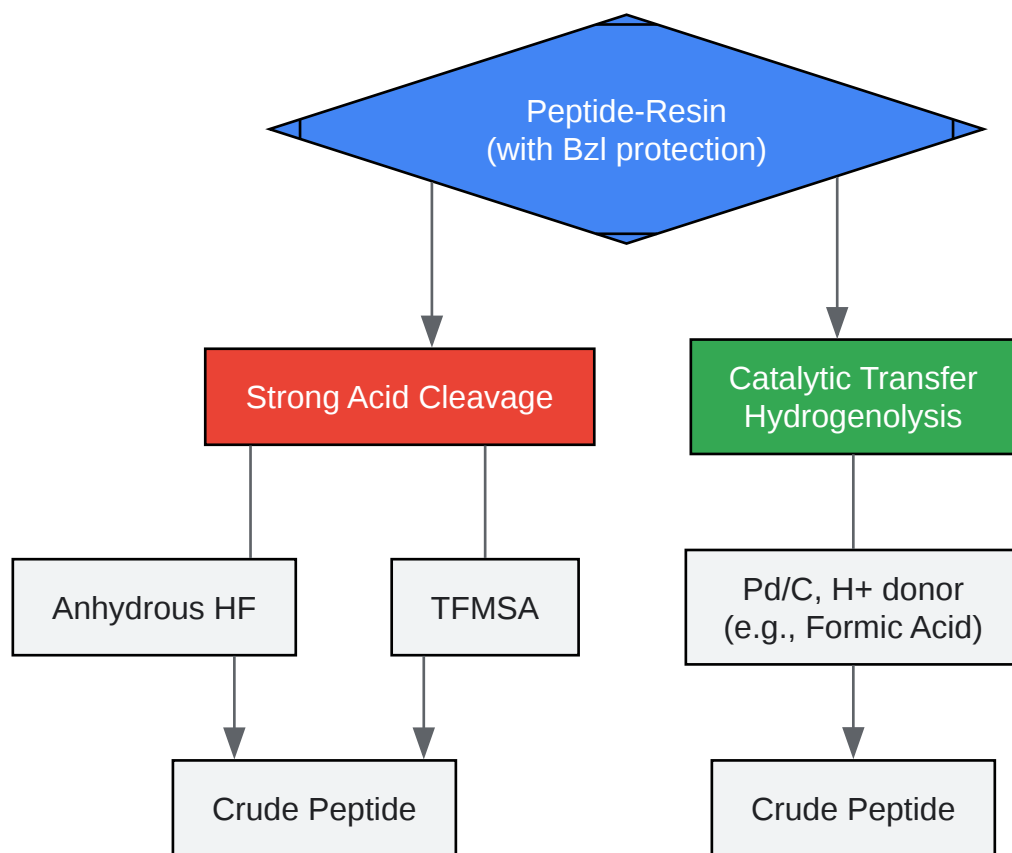 Peptide-Resin
(with Bzl protection)
Strong Acid Cleavage
Catalytic Transfer
Hydrogenolysis
Anhydrous HF
TFMSA
Pd/C, H+ donor
(e.g., Formic Acid)
Crude Peptide
Crude Peptide